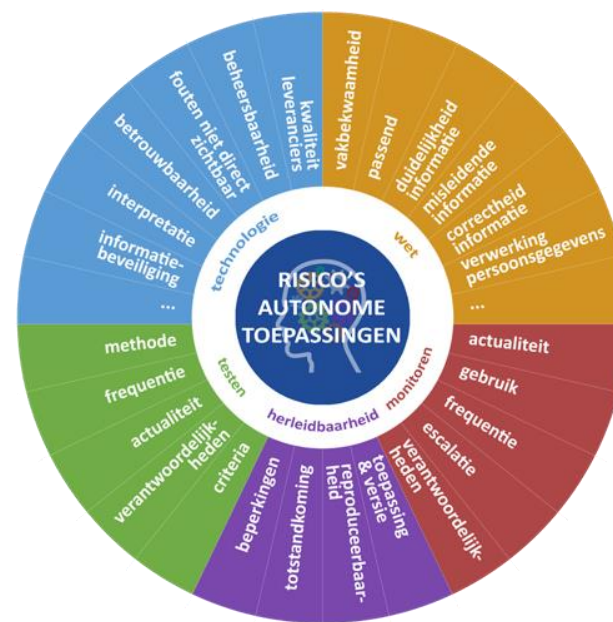 RISICO'S
AUTONOME
TOEPASSINGEN
wet
vakbekwaamheid
passend
duidelijkheid
informatie
misleidende
informatie
correctheid
informatie
verwerking
persoonsgegevens
...
monitoren
actualiteit
gebruik
frequentie
escalatie
verantwoordelijk-
heden
herleidbaarheid
toepassing
& versie
reproduceerbaar-
heid
totstandkoming
beperkingen
testen
criteria
verantwoordelijk-
heden
actualiteit
frequentie
methode
technologie
...
informatie-
beveiliging
interpretatie
betrouwbaarheid
fouten niet direct
zichtbaar
beheersbaarheid
kwaliteit
leveranciers